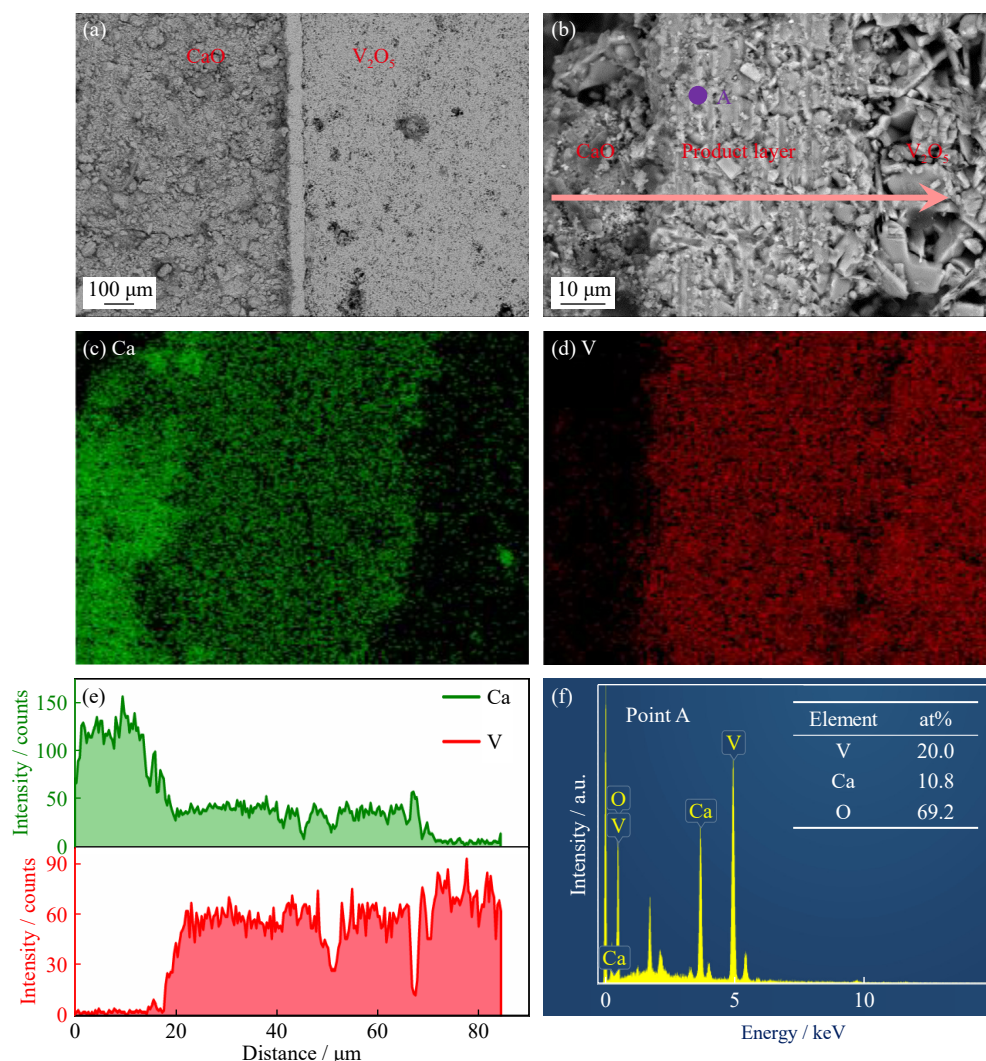 (a)
CaO
V₂O₅
100 μm
(b)
A
CaO
Product layer
V₂O₅
10 μm
(c) Ca
(d) V
(e)
Ca
V
Intensity / counts
150
100
50
0
Intensity / counts
90
60
30
0
0
20
40
60
80
Distance / μm
(f)
Point A
Element at%
V 20.0
Ca 10.8
O 69.2
O
V
Ca
Ca
V
Intensity / a.u.
0
5
10
Energy / keV